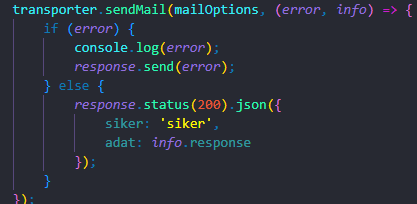 transporter.sendMail(mailOptions, (error, info) => {
    if (error) {
        console.log(error);
        response.send(error);
    } else {
        response.status(200).json({
            siker: 'siker',
            adat: info.response
        });
    }
});